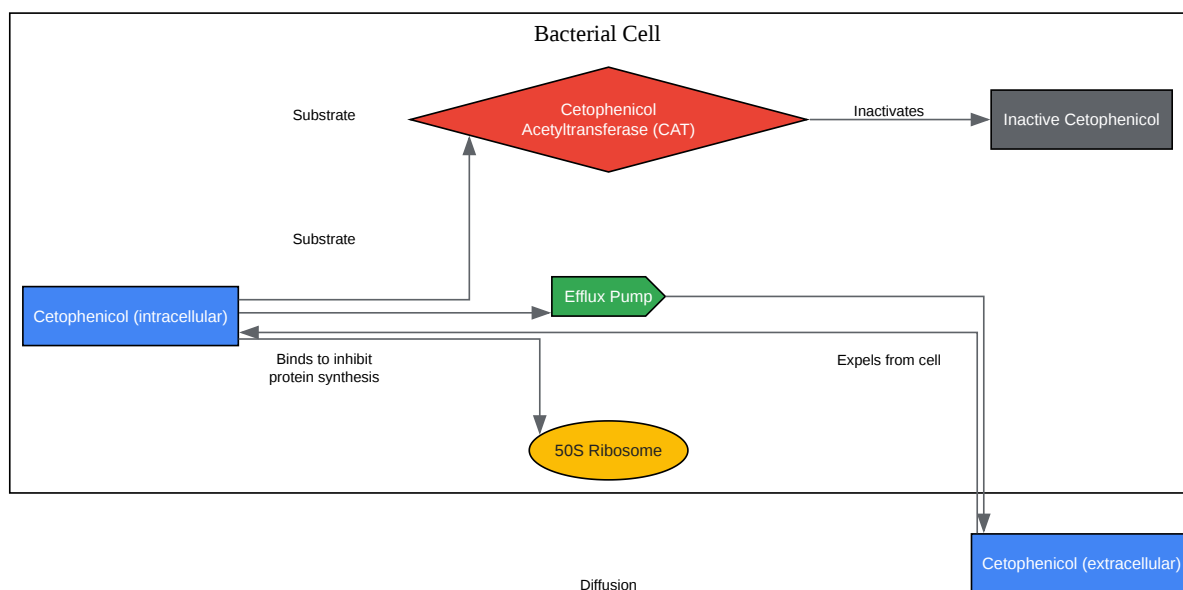 Bacterial Cell
Substrate
Cetophenicol
Acetyltransferase (CAT)
Inactivates
Inactive Cetophenicol
Substrate
Cetophenicol (intracellular)
Efflux Pump
Binds to inhibit
protein synthesis
Expels from cell
50S Ribosome
Cetophenicol (extracellular)
Diffusion